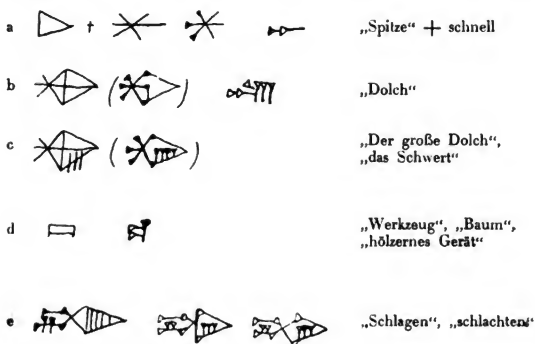 a + „Spitze“ + schnell
b ( ) „Dolch“
c ( ) „Der große Dolch“,
„das Schwert“
d „Werkzeug“, „Baum“,
„hölzernes Gerät“
e „Schlagen“, „schlachten“